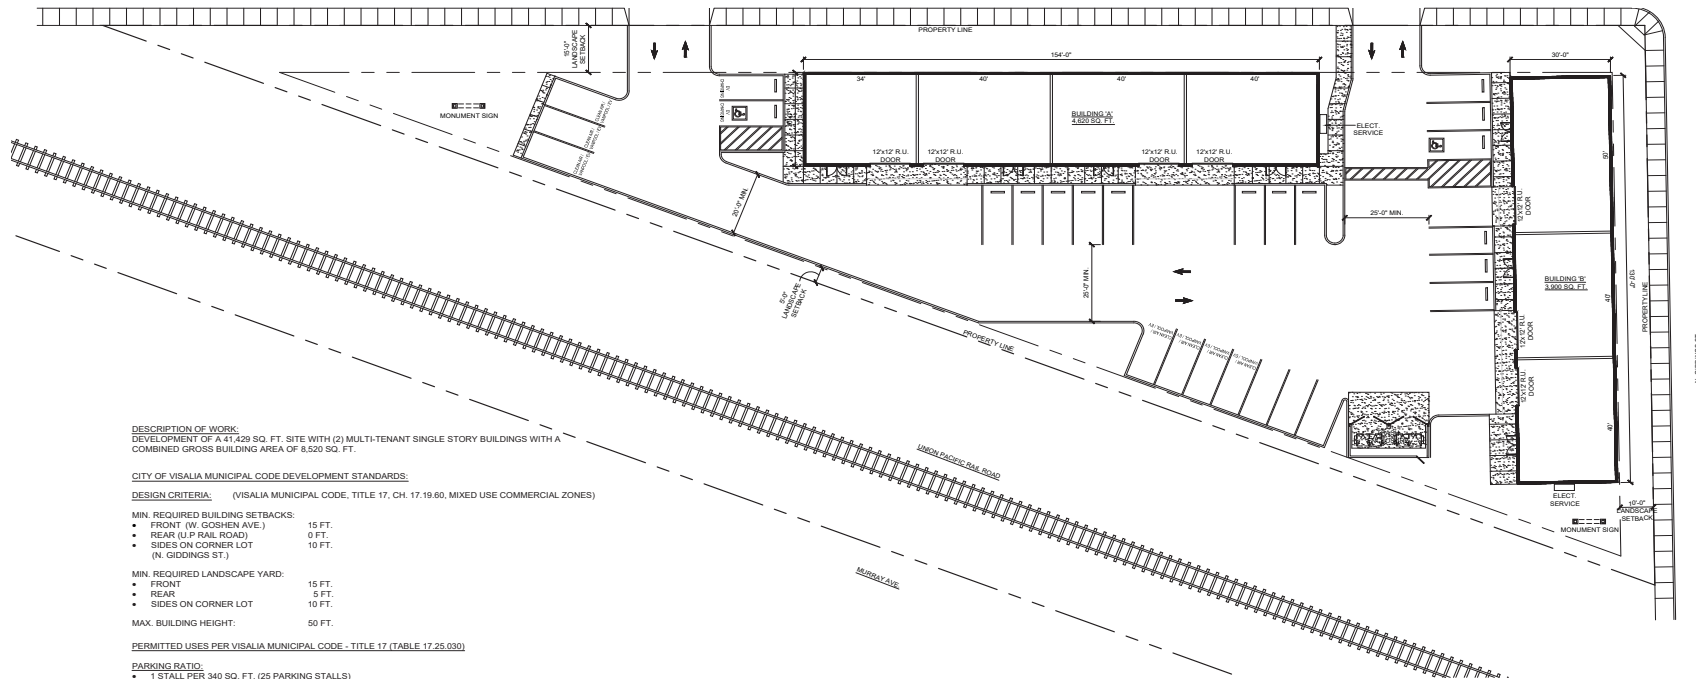 PROPERTY LINE
15'-0"
LANDSCAPE
SETBACK
154'-0"
30'-0"
34'
40'
40'
40'
MONUMENT SIGN
BUILDING 'A'
4,620 SQ. FT.
ELECT.
SERVICE
12'x12' R.U.
DOOR
12'x12' R.U.
DOOR
12'x12' R.U.
DOOR
12'x12' R.U.
DOOR
50'
20'-0" MIN.
25'-0" MIN.
12'x12' R.U.
DOOR
25'-0" MIN.
5'-0"
LANDSCAPE
SETBACK
BUILDING 'B'
3,900 SQ. FT.
40'
130'-0"
PROPERTY LINE
PROPERTY LINE
12'x12' R.U.
DOOR
12'x12' R.U.
DOOR
40'
UNION PACIFIC RAIL ROAD
ELECT.
SERVICE
10'-0"
LANDSCAPE
SETBACK
MONUMENT SIGN
MURRAY AVE.
DESCRIPTION OF WORK:
DEVELOPMENT OF A 41,429 SQ. FT. SITE WITH (2) MULTI-TENANT SINGLE STORY BUILDINGS WITH A
COMBINED GROSS BUILDING AREA OF 8,520 SQ. FT.
CITY OF VISALIA MUNICIPAL CODE DEVELOPMENT STANDARDS:
DESIGN CRITERIA: (VISALIA MUNICIPAL CODE, TITLE 17, CH. 17.19.60, MIXED USE COMMERCIAL ZONES)
MIN. REQUIRED BUILDING SETBACKS:
• FRONT (W. GOSHEN AVE.) 15 FT.
• REAR (U.P RAIL ROAD) 0 FT.
• SIDES ON CORNER LOT 10 FT.
(N. GIDDINGS ST.)
MIN. REQUIRED LANDSCAPE YARD:
• FRONT 15 FT.
• REAR 5 FT.
• SIDES ON CORNER LOT 10 FT.
MAX. BUILDING HEIGHT: 50 FT.
PERMITTED USES PER VISALIA MUNICIPAL CODE - TITLE 17 (TABLE 17.25.030)
PARKING RATIO:
• 1 STALL PER 340 SQ. FT. (25 PARKING STALLS)